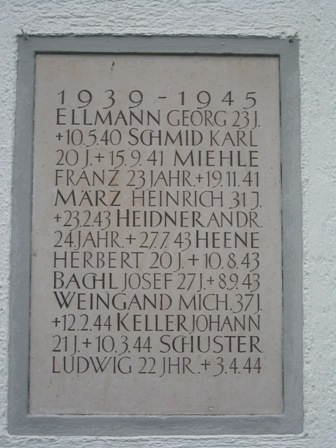 1939-1945
ELLMANN GEORG 23 J.
+10.5.40 SCHMID KARL
20 J.+15.9.41 MIEHLE
FRANZ 23 JAHR.+19.11.41
MÄRZ HEINRICH 31 J.
+23.2.43 HEIDNER ANDR.
24 JAHR.+27.7.43 HEENE
HERBERT 20 J.+10.8.43
BACHL JOSEF 27 J.+8.9.43
WEINGAND MICH. 37 J.
+12.2.44 KELLER JOHANN
21 J.+10.3.44 SCHUSTER
LUDWIG 22 JHR.+3.4.44